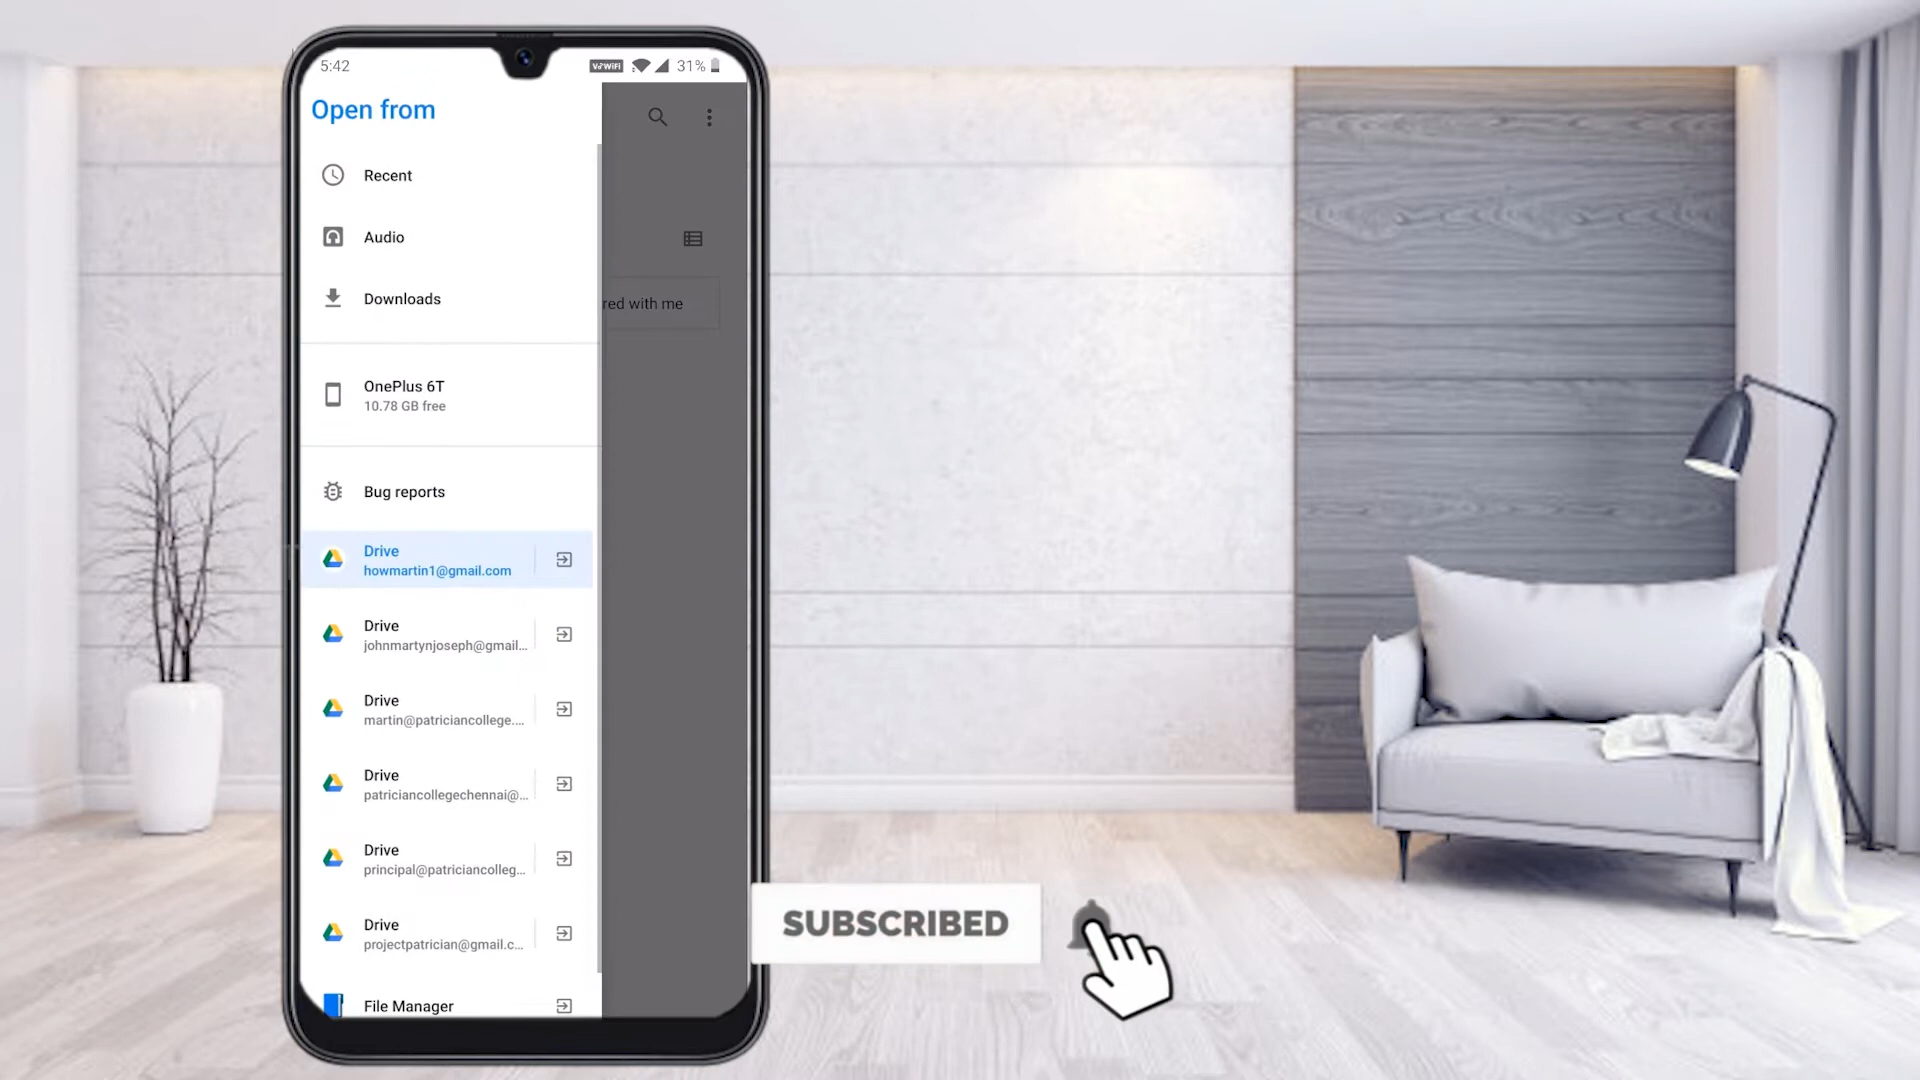 5:42
VoWiFi
31%
Open from
Recent
Audio
Downloads
red with me
OnePlus 6T
10.78 GB free
Bug reports
Drive
howmartin1@gmail.com
Drive
johnmartynjoseph@gmail...
Drive
martin@patriciancollege....
Drive
patriciancollegechennai@...
Drive
principal@patriciancolleg...
Drive
projectpatrician@gmail.c...
File Manager
SUBSCRIBED